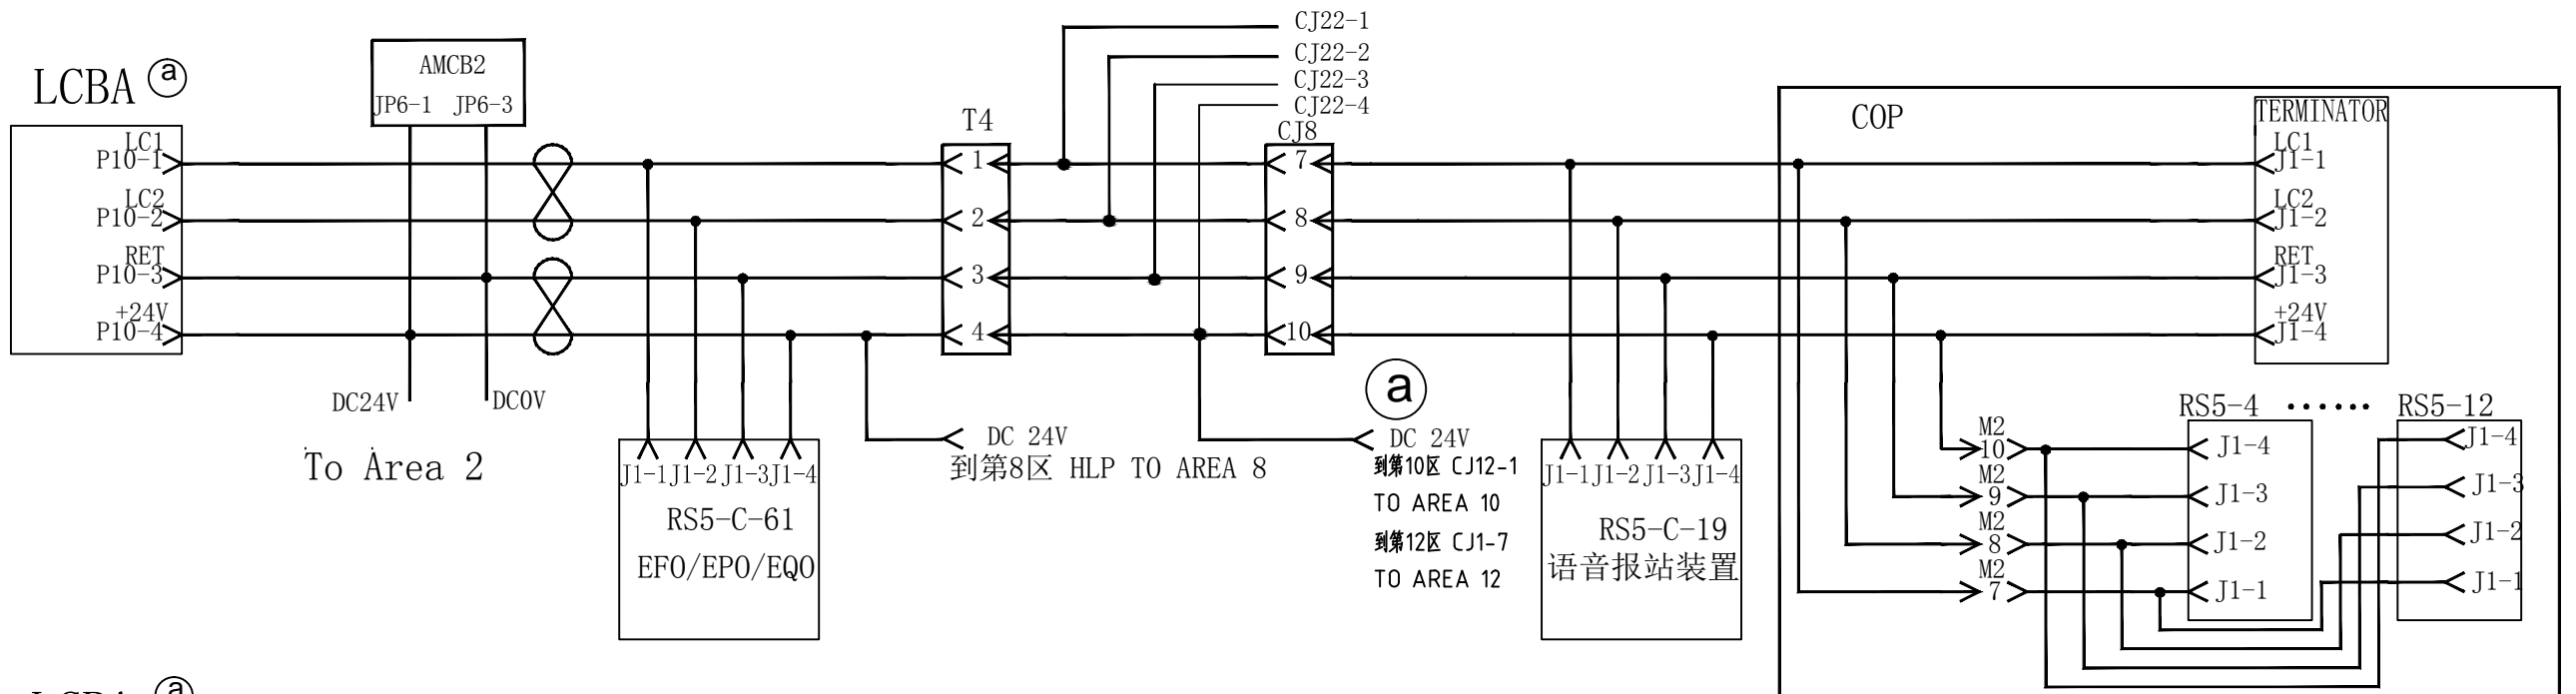 CJ22-1
CJ22-2
CJ22-3
CJ22-4
LCBA a
AMCB2
JP6-1 JP6-3
T4
CJ8
COP
TERMINATOR
LC1
P10-1
LC2
P10-2
RET
P10-3
+24V
P10-4
1
2
3
4
7
8
9
10
LC1
J1-1
LC2
J1-2
RET
J1-3
+24V
J1-4
DC24V
DC0V
To Area 2
J1-1 J1-2 J1-3 J1-4
RS5-C-61
EFO/EPO/EQO
DC 24V
到第8区 HLP TO AREA 8
a
DC 24V
到第10区 CJ12-1
TO AREA 10
到第12区 CJ1-7
TO AREA 12
J1-1 J1-2 J1-3 J1-4
RS5-C-19
语音报站装置
RS5-4 ······ RS5-12
M2
10
M2
9
M2
8
M2
7
J1-4
J1-3
J1-2
J1-1
J1-4
J1-3
J1-2
J1-1
a